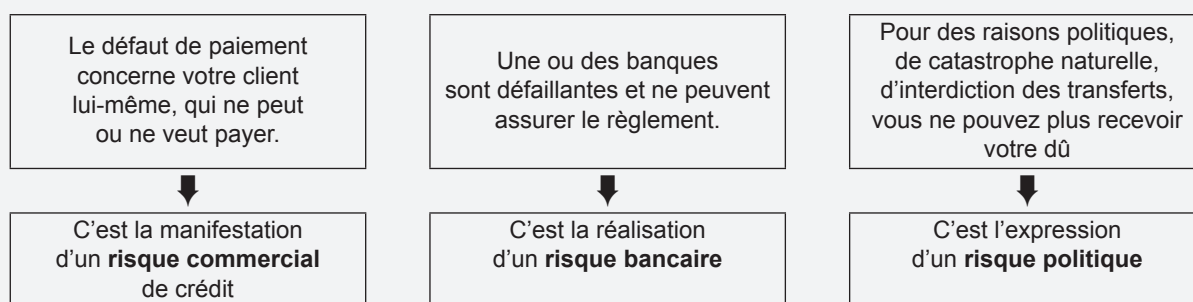 Le défaut de paiement
concerne votre client
lui-même, qui ne peut
ou ne veut payer.
C’est la manifestation
d’un risque commercial
de crédit
Une ou des banques
sont défaillantes et ne peuvent
assurer le règlement.
C’est la réalisation
d’un risque bancaire
Pour des raisons politiques,
de catastrophe naturelle,
d’interdiction des transferts,
vous ne pouvez plus recevoir
votre dû
C’est l’expression
d’un risque politique